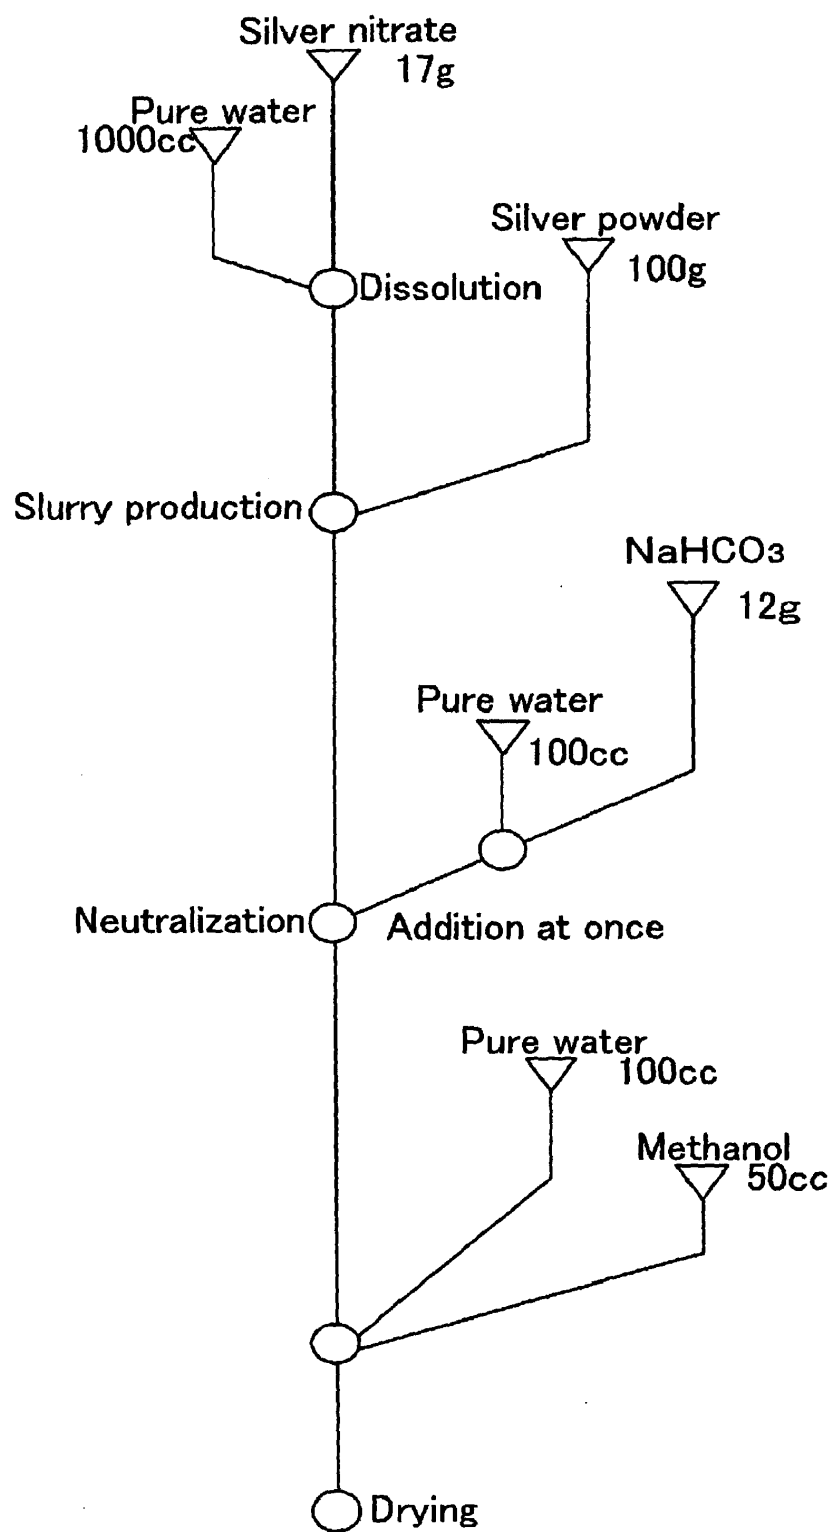 Silver nitrate
17g
Pure water
1000cc
Silver powder
100g
Dissolution
Slurry production
NaHCO3
12g
Pure water
100cc
Neutralization
Addition at once
Pure water
100cc
Methanol
50cc
Drying